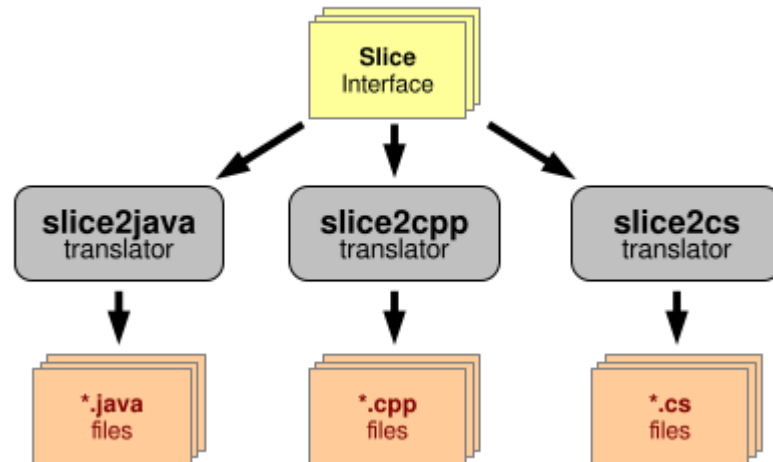 Slice
Interface
slice2java
translator
slice2cpp
translator
slice2cs
translator
*.java
files
*.cpp
files
*.cs
files